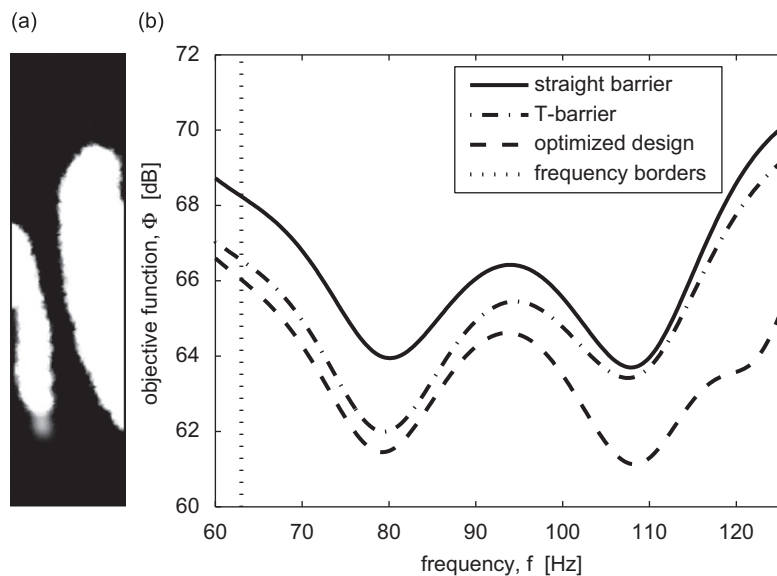 (a)
(b)
72
70
68
66
64
62
60
objective function, Φ [dB]
straight barrier
T-barrier
optimized design
frequency borders
60 70 80 90 100 110 120
frequency, f [Hz]